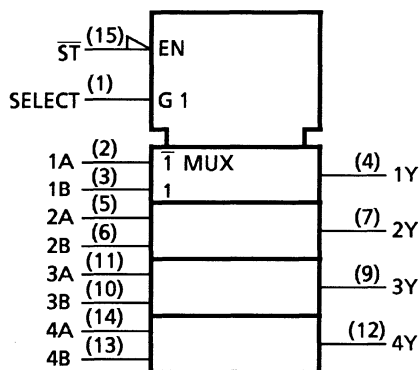 S̅T̅ (15) EN
SELECT (1) G 1
1A (2) 1̅ MUX (4) 1Y
1B (3) 1
2A (5) (7) 2Y
2B (6)
3A (11) (9) 3Y
3B (10)
4A (14) (12) 4Y
4B (13)